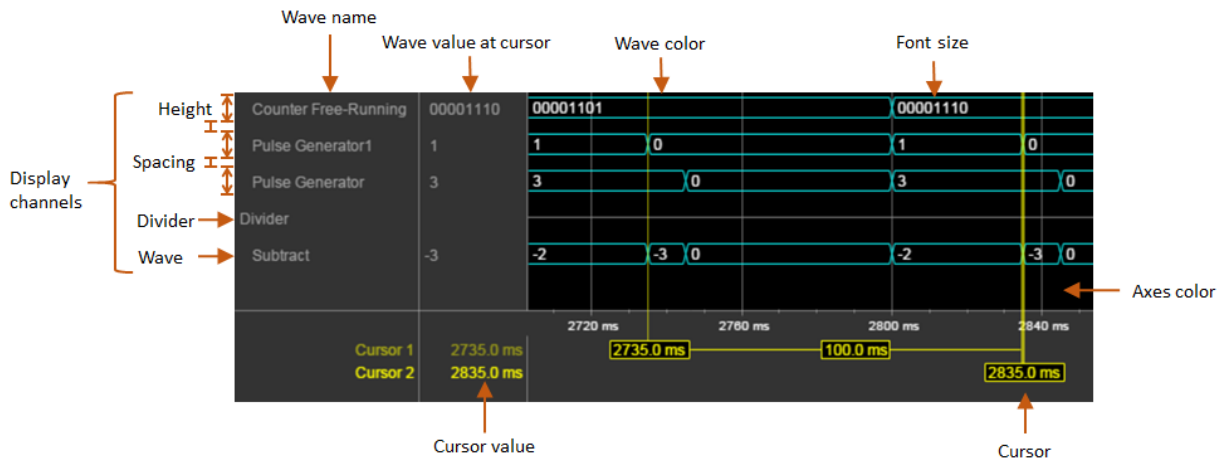 Wave name
Wave value at cursor
Wave color
Font size
Height
Counter Free-Running 00001110 00001101 00001110
Pulse Generator1 1 1 0 1 0
Spacing
Pulse Generator 3 3 0 3 0
Display
channels
Divider Divider
Wave Subtract -3 -2 -3 0 -2 -3 0
Axes color
2720 ms 2760 ms 2800 ms 2840 ms
Cursor 1 2735.0 ms 2735.0 ms 100.0 ms
Cursor 2 2835.0 ms 2835.0 ms
Cursor value
Cursor